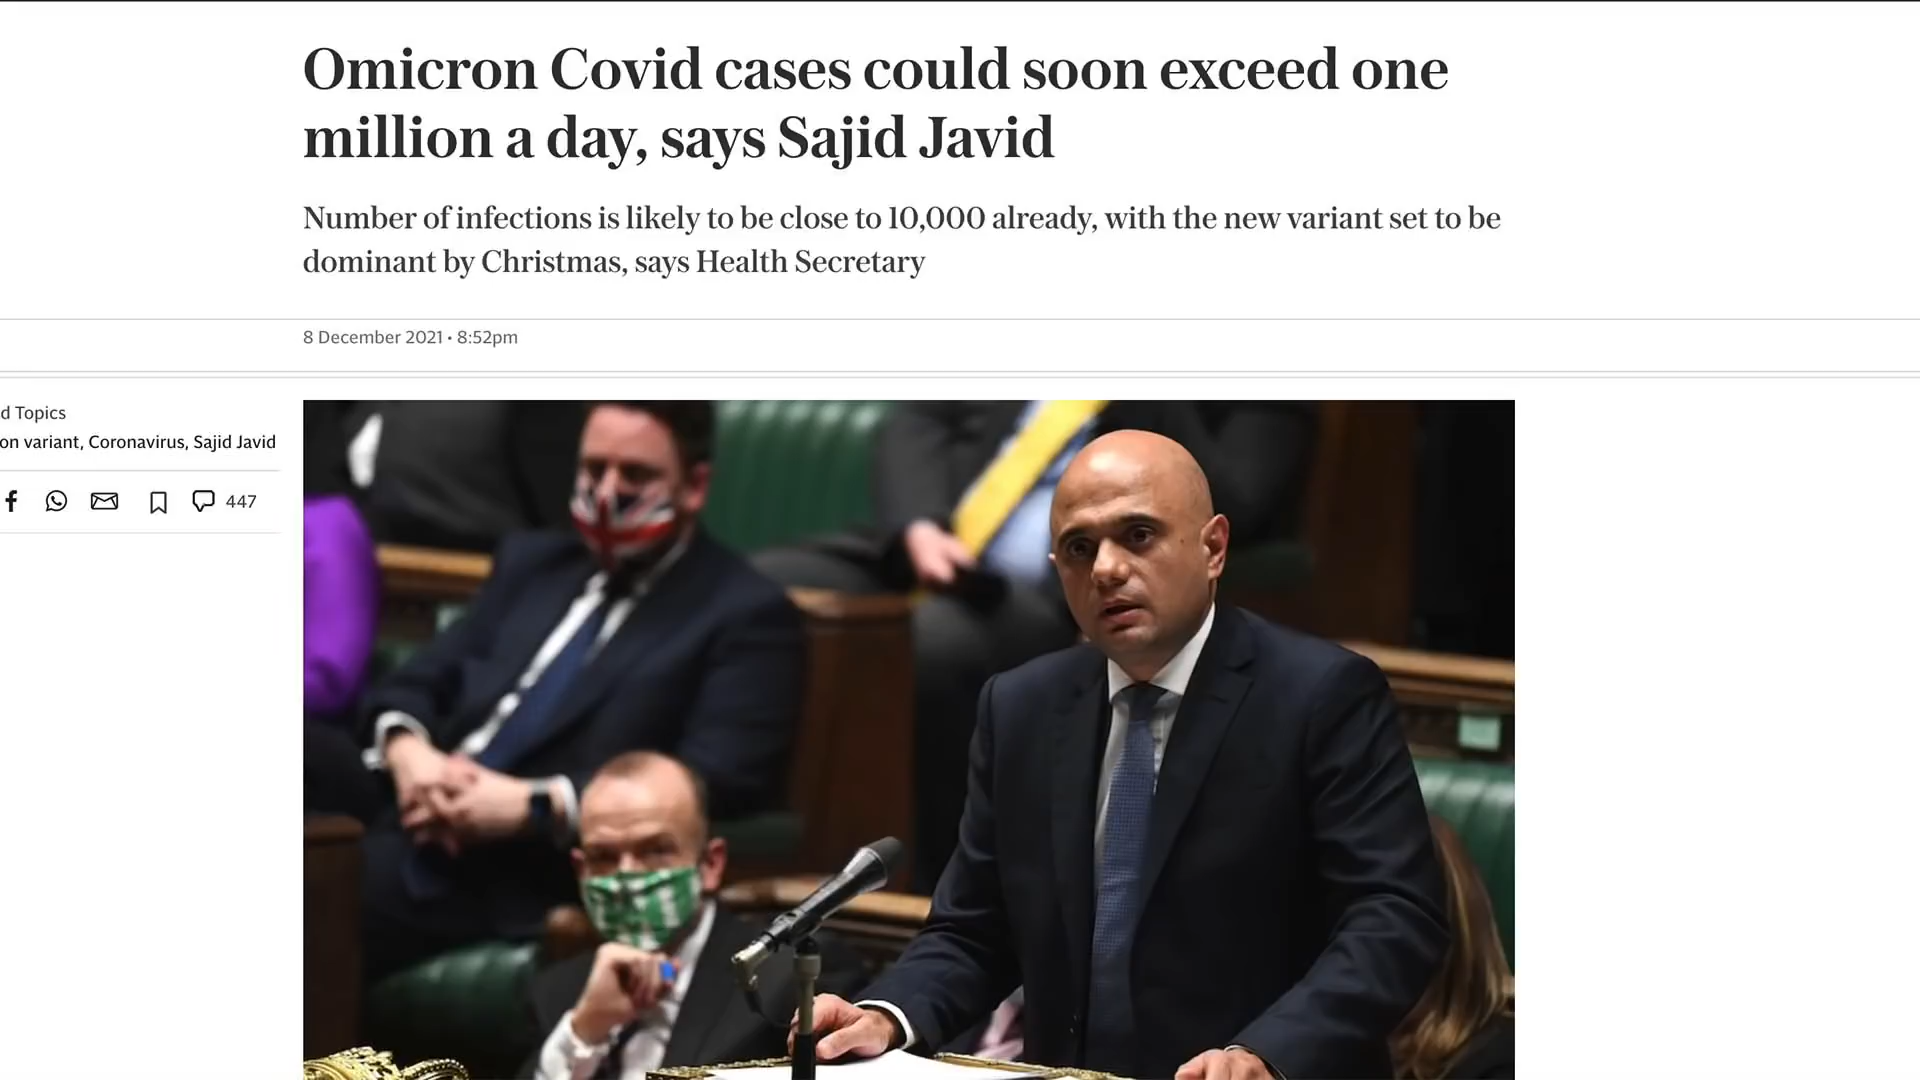 Omicron Covid cases could soon exceed one
million a day, says Sajid Javid
Number of infections is likely to be close to 10,000 already, with the new variant set to be
dominant by Christmas, says Health Secretary
8 December 2021 • 8:52pm
d Topics
on variant, Coronavirus, Sajid Javid
447